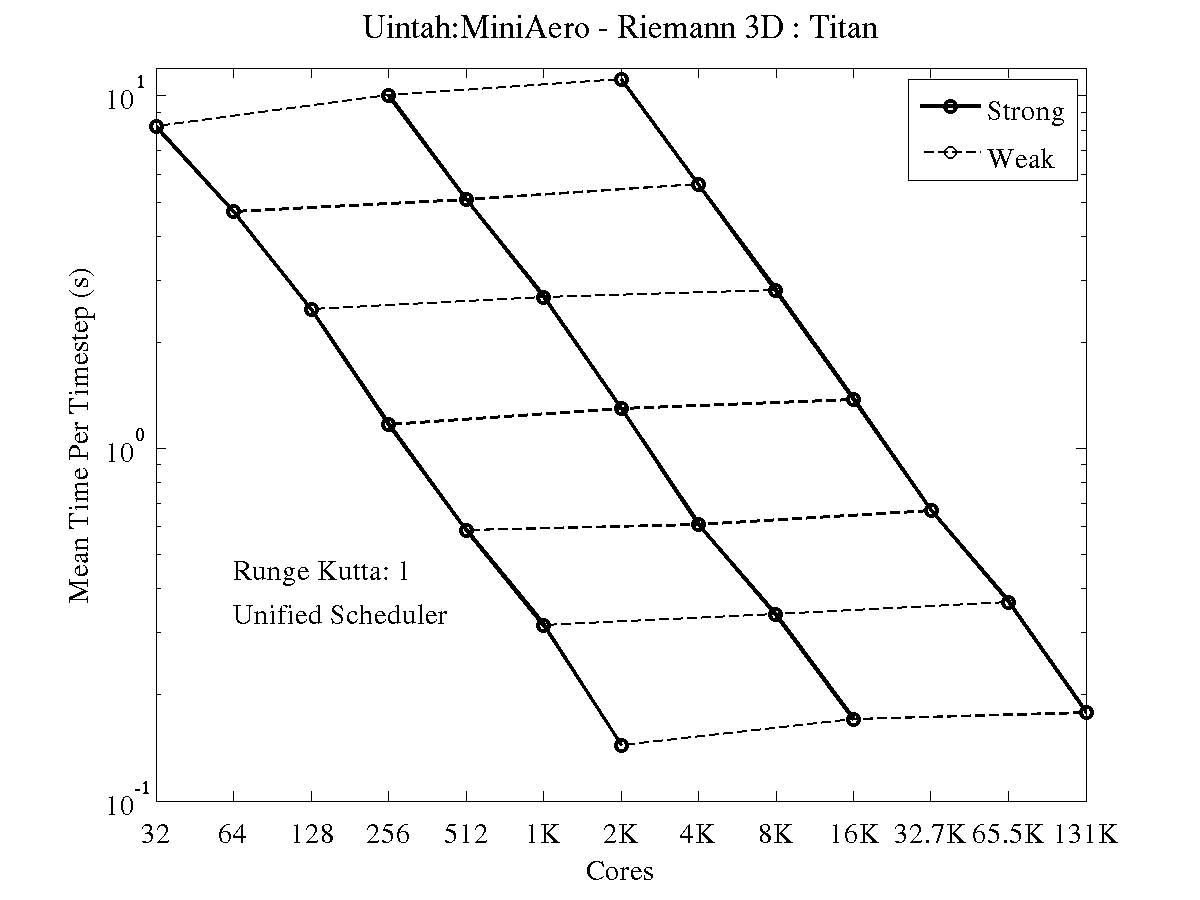 Uintah:MiniAero - Riemann 3D : Titan
10^1
10^0
10^-1
Mean Time Per Timestep (s)
Strong
Weak
Runge Kutta: 1
Unified Scheduler
32 64 128 256 512 1K 2K 4K 8K 16K 32.7K 65.5K 131K
Cores